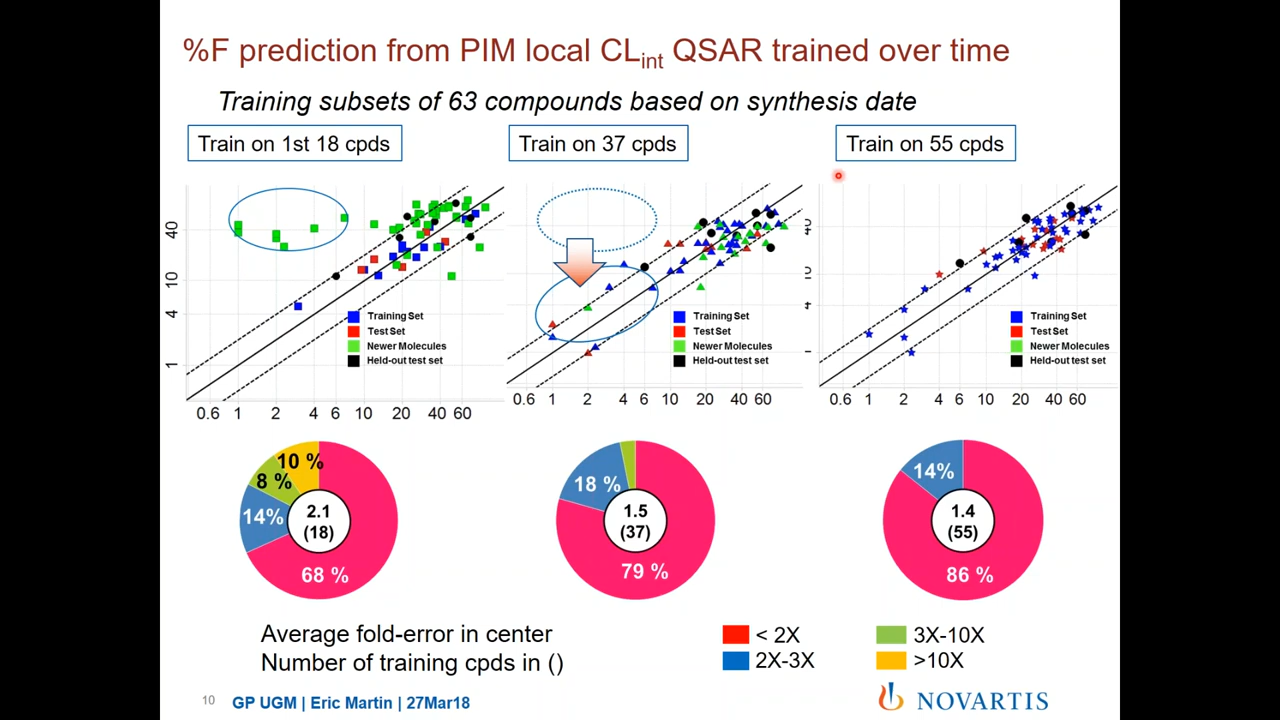 %F prediction from PIM local CLint QSAR trained over time
Training subsets of 63 compounds based on synthesis date
Train on 1st 18 cpds
Train on 37 cpds
Train on 55 cpds
40
10
4
1
Training Set
Test Set
Newer Molecules
Held-out test set
0.6 1 2 4 6 10 20 40 60
Training Set
Test Set
Newer Molecules
Held-out test set
0.6 1 2 4 6 10 20 40 60
Training Set
Test Set
Newer Molecules
Held-out test set
0.6 1 2 4 6 10 20 40 60
10 %
8 %
14%
2.1
(18)
68 %
18 %
1.5
(37)
79 %
14%
1.4
(55)
86 %
Average fold-error in center
Number of training cpds in ()
< 2X
3X-10X
2X-3X
>10X
10 GP UGM | Eric Martin | 27Mar18
NOVARTIS